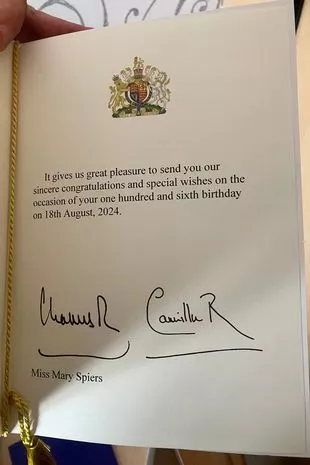 It gives us great pleasure to send you our
sincere congratulations and special wishes on the
occasion of your one hundred and sixth birthday
on 18th August, 2024.
Charles R Camilla R
Miss Mary Spiers